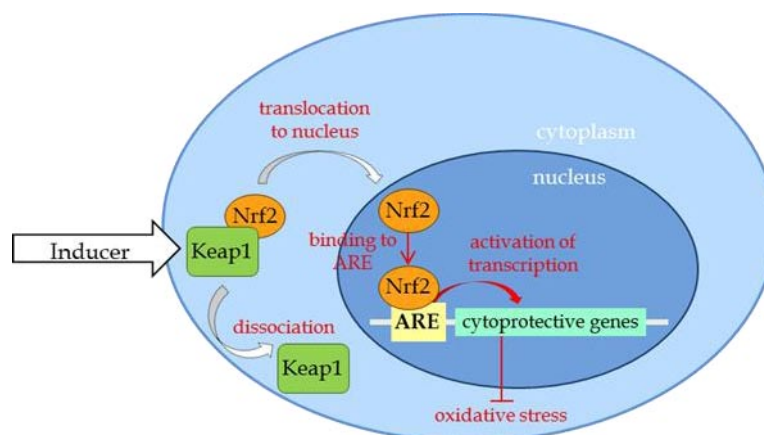 translocation
to nucleus
cytoplasm
nucleus
Nrf2
Keap1
Inducer
Nrf2
binding to
ARE
activation of
transcription
Nrf2
ARE
cytoprotective genes
dissociation
Keap1
oxidative stress